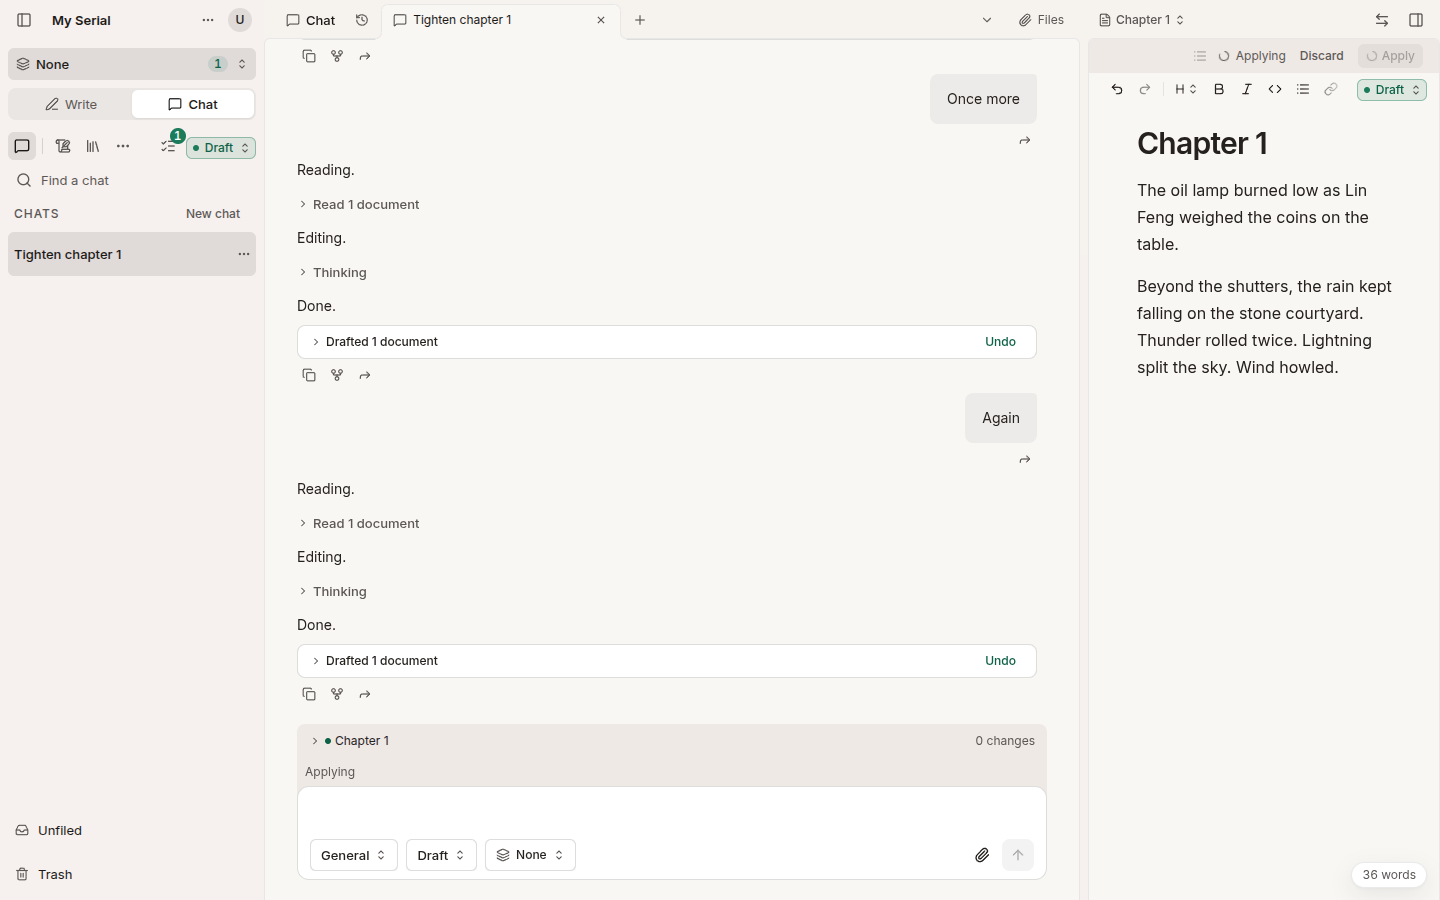 My Serial
U
Chat
Tighten chapter 1
Files
Chapter 1
None
1
Write
Chat
1
Draft
Find a chat
CHATS
New chat
Tighten chapter 1
Unfiled
Trash
Once more
Reading.
Read 1 document
Editing.
Thinking
Done.
Drafted 1 document
Undo
Again
Reading.
Read 1 document
Editing.
Thinking
Done.
Drafted 1 document
Undo
Chapter 1
0 changes
Applying
General
Draft
None
Applying
Discard
Apply
H
B
I
Draft
Chapter 1
The oil lamp burned low as Lin
Feng weighed the coins on the
table.
Beyond the shutters, the rain kept
falling on the stone courtyard.
Thunder rolled twice. Lightning
split the sky. Wind howled.
36 words